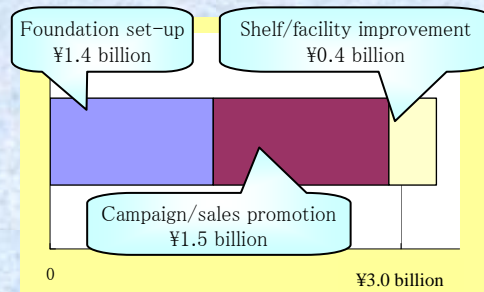 Foundation set-up
¥1.4 billion
Shelf/facility improvement
¥0.4 billion
Campaign/sales promotion
¥1.5 billion
0
¥3.0 billion